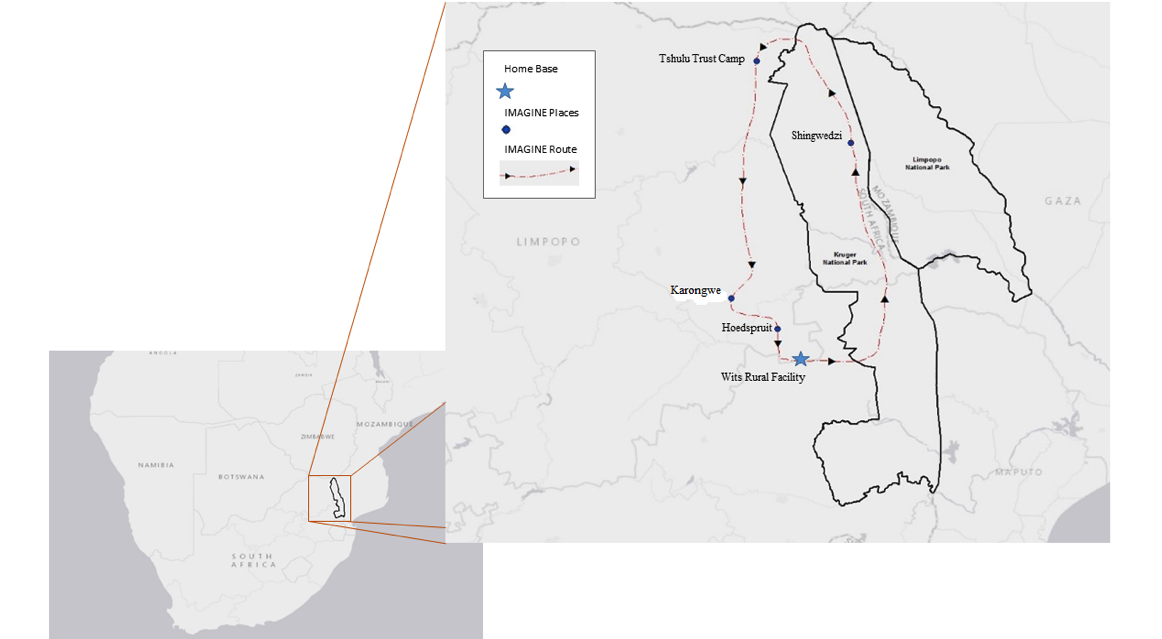 Tshulu Trust Camp
Home Base
IMAGINE Places
IMAGINE Route
Shingwedzi
Limpopo
National Park
GAZA
MOZAMBIQUE
SOUTH AFRICA
LIMPOPO
Kruger
National Park
Karongwe
Hoedspruit
Wits Rural Facility
MAPUTO
ANGOLA
ZAMBIA
MALAWI
MOZAMBIQUE
ZIMBABWE
NAMIBIA
BOTSWANA
SOUTH
AFRICA